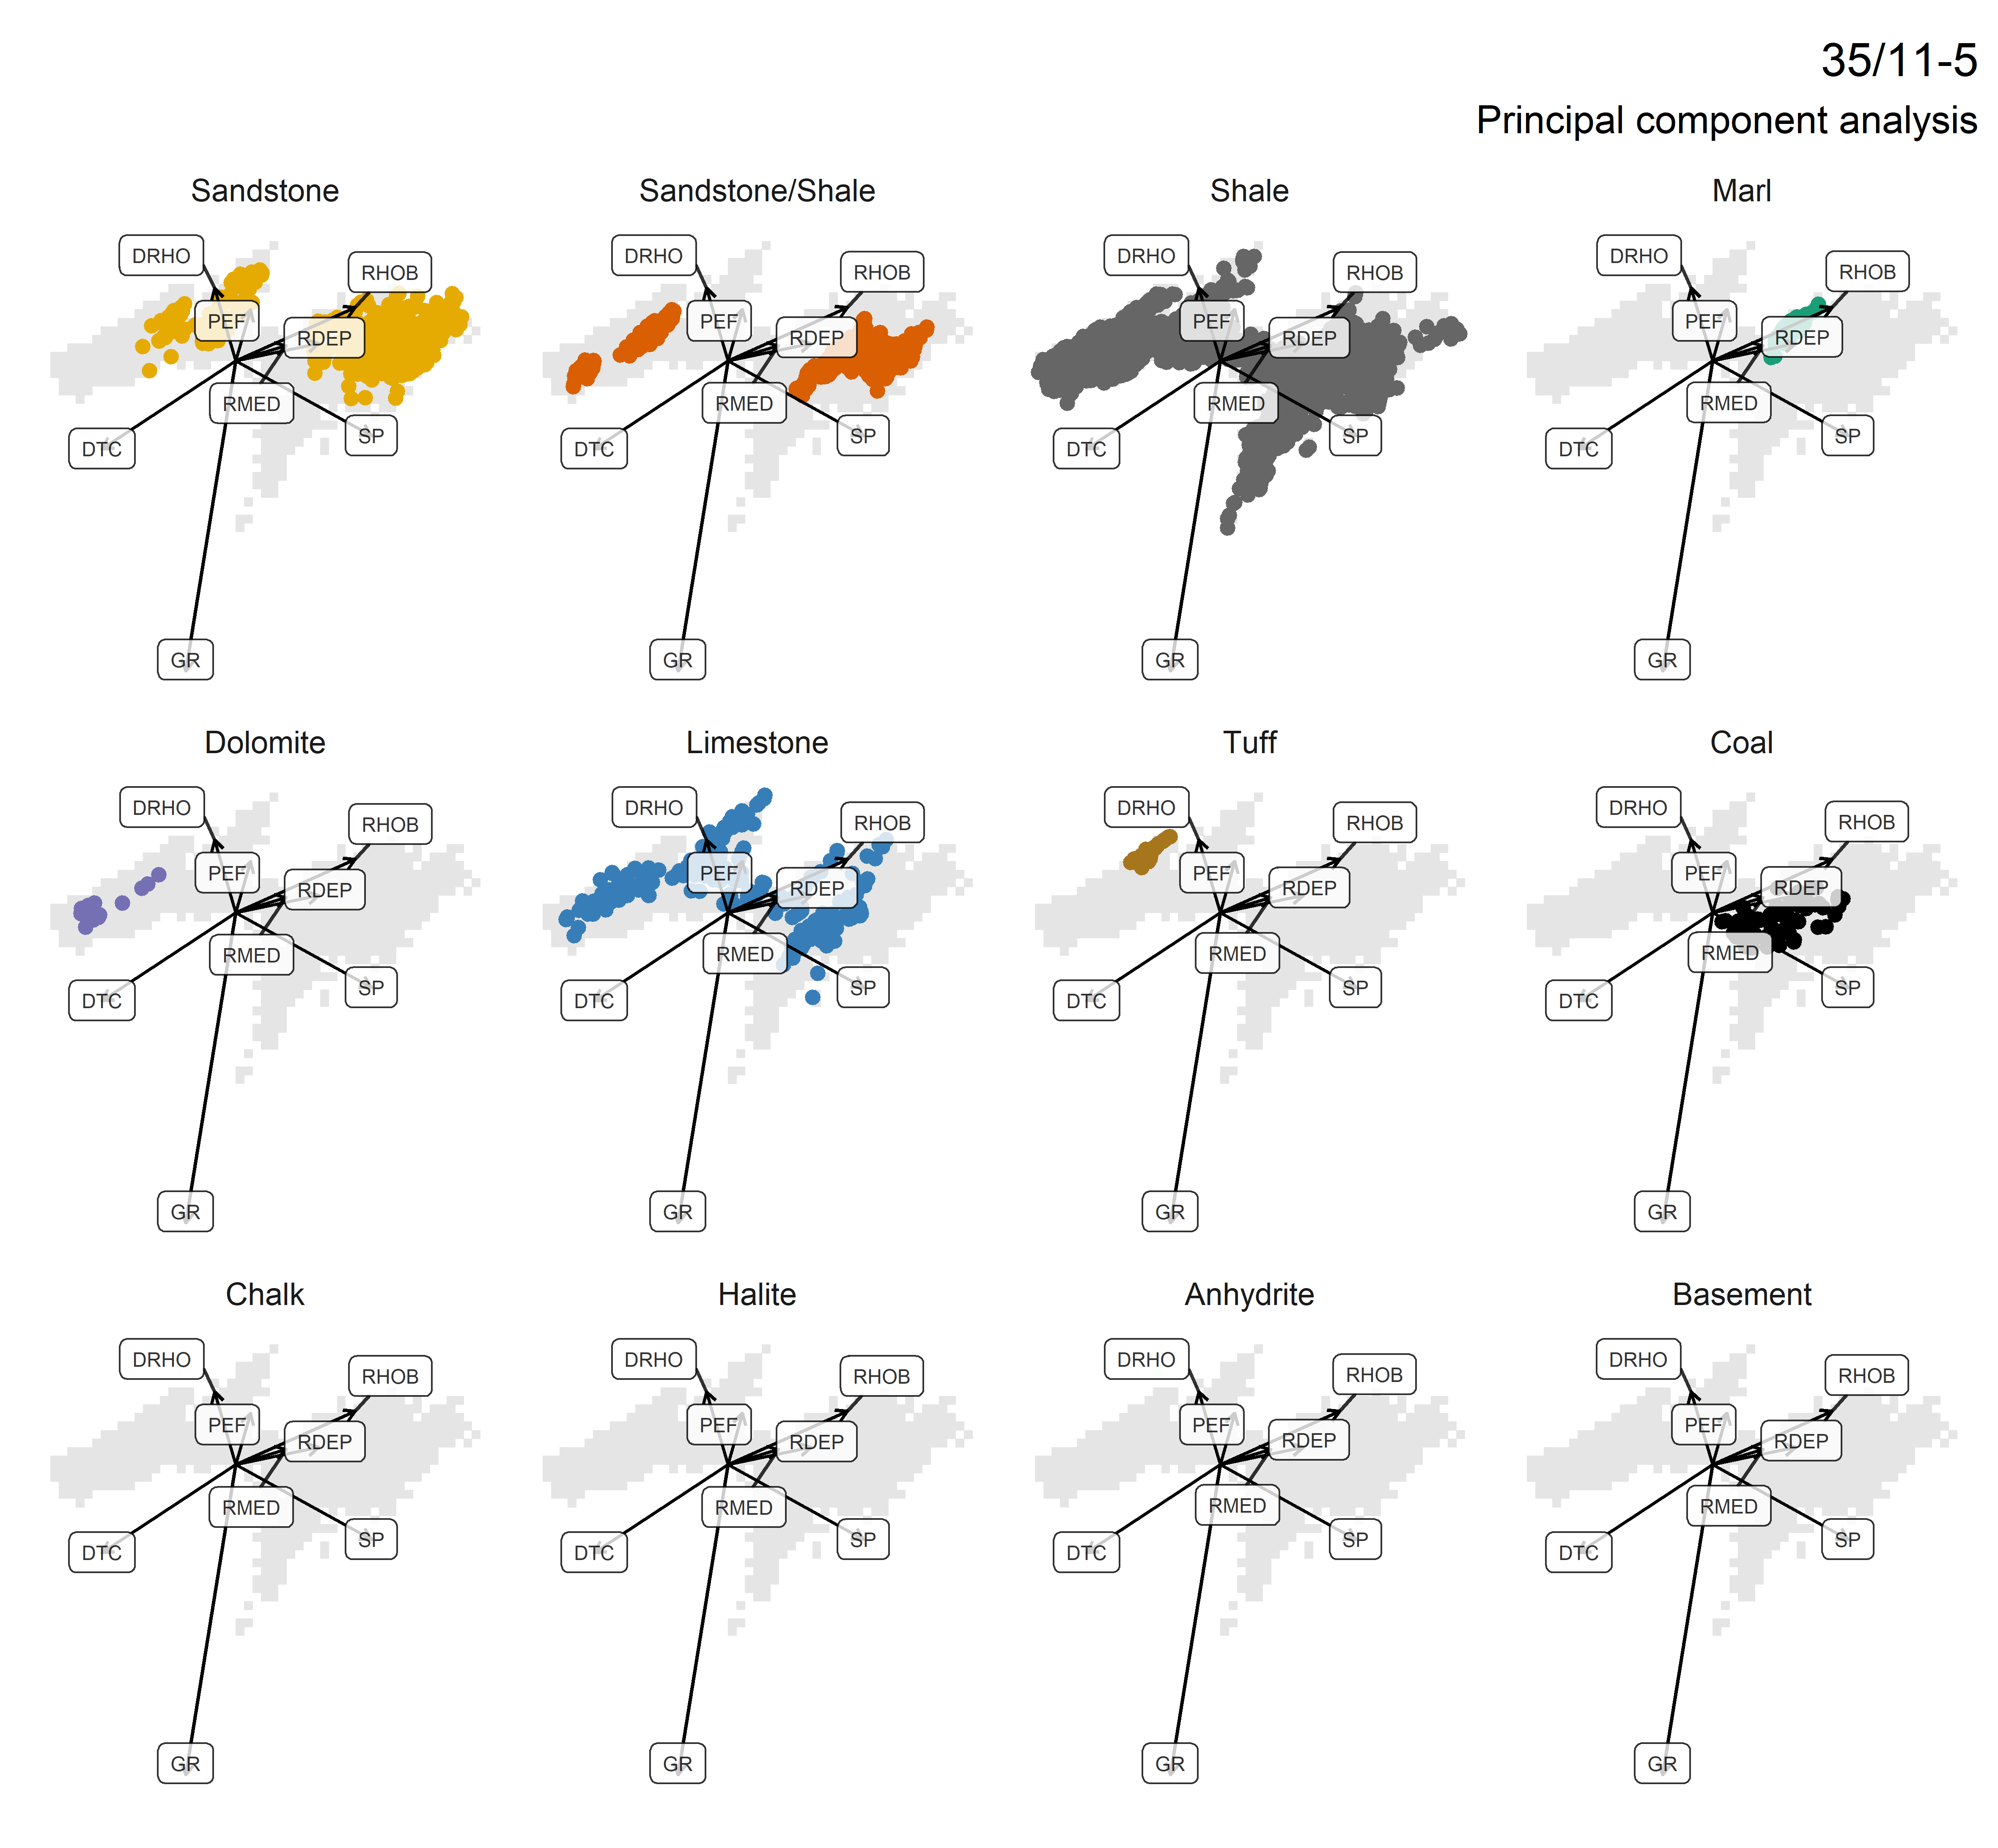 35/11-5
Principal component analysis
Sandstone
DRHO
RHOB
PEF
RDEP
RMED
DTC
SP
GR
Sandstone/Shale
DRHO
RHOB
PEF
RDEP
RMED
DTC
SP
GR
Shale
DRHO
RHOB
PEF
RDEP
RMED
DTC
SP
GR
Marl
DRHO
RHOB
PEF
RDEP
RMED
DTC
SP
GR
Dolomite
DRHO
RHOB
PEF
RDEP
RMED
DTC
SP
GR
Limestone
DRHO
RHOB
PEF
RDEP
RMED
DTC
SP
GR
Tuff
DRHO
RHOB
PEF
RDEP
RMED
DTC
SP
GR
Coal
DRHO
RHOB
PEF
RDEP
RMED
DTC
SP
GR
Chalk
DRHO
RHOB
PEF
RDEP
RMED
DTC
SP
GR
Halite
DRHO
RHOB
PEF
RDEP
RMED
DTC
SP
GR
Anhydrite
DRHO
RHOB
PEF
RDEP
RMED
DTC
SP
GR
Basement
DRHO
RHOB
PEF
RDEP
RMED
DTC
SP
GR